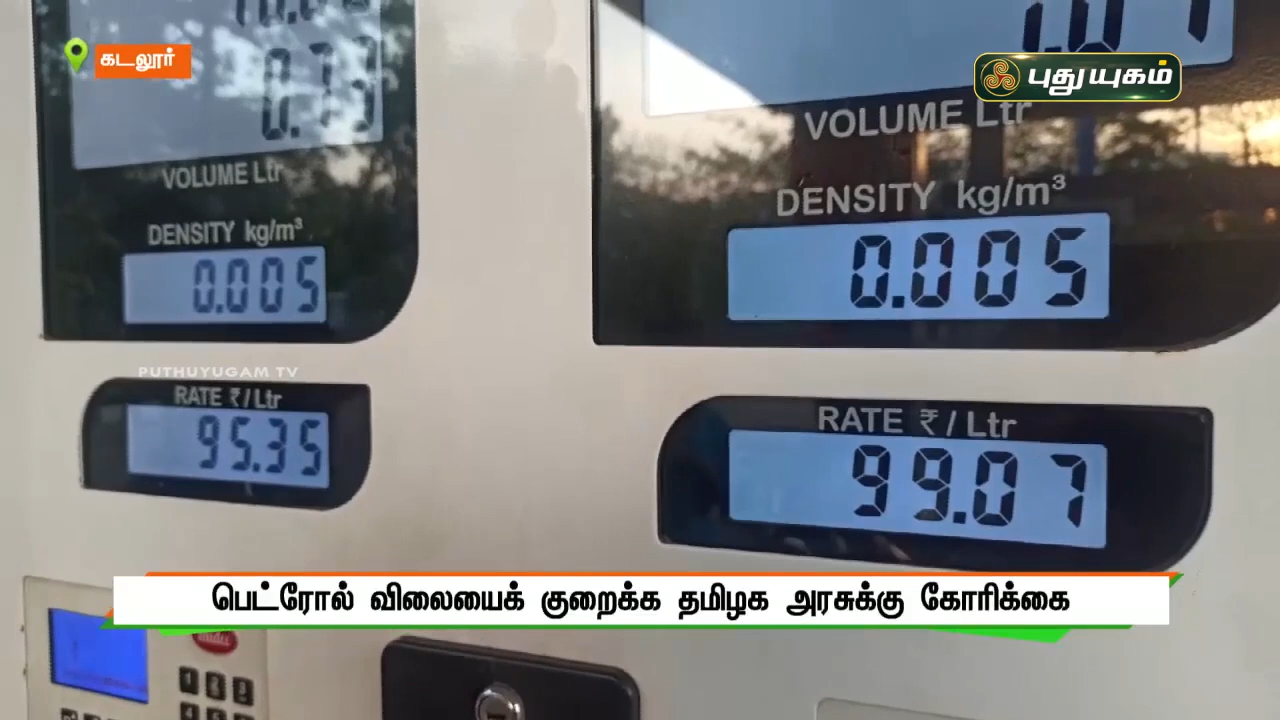 கடலூர்
புதுயுகம்
VOLUME Ltr
DENSITY kg/m³
0.005
PUTHUYUGAM TV
RATE ₹/Ltr
95.35
VOLUME Ltr
DENSITY kg/m³
0.005
RATE ₹/Ltr
99.07
பெட்ரோல் விலையைக் குறைக்க தமிழக அரசுக்கு கோரிக்கை